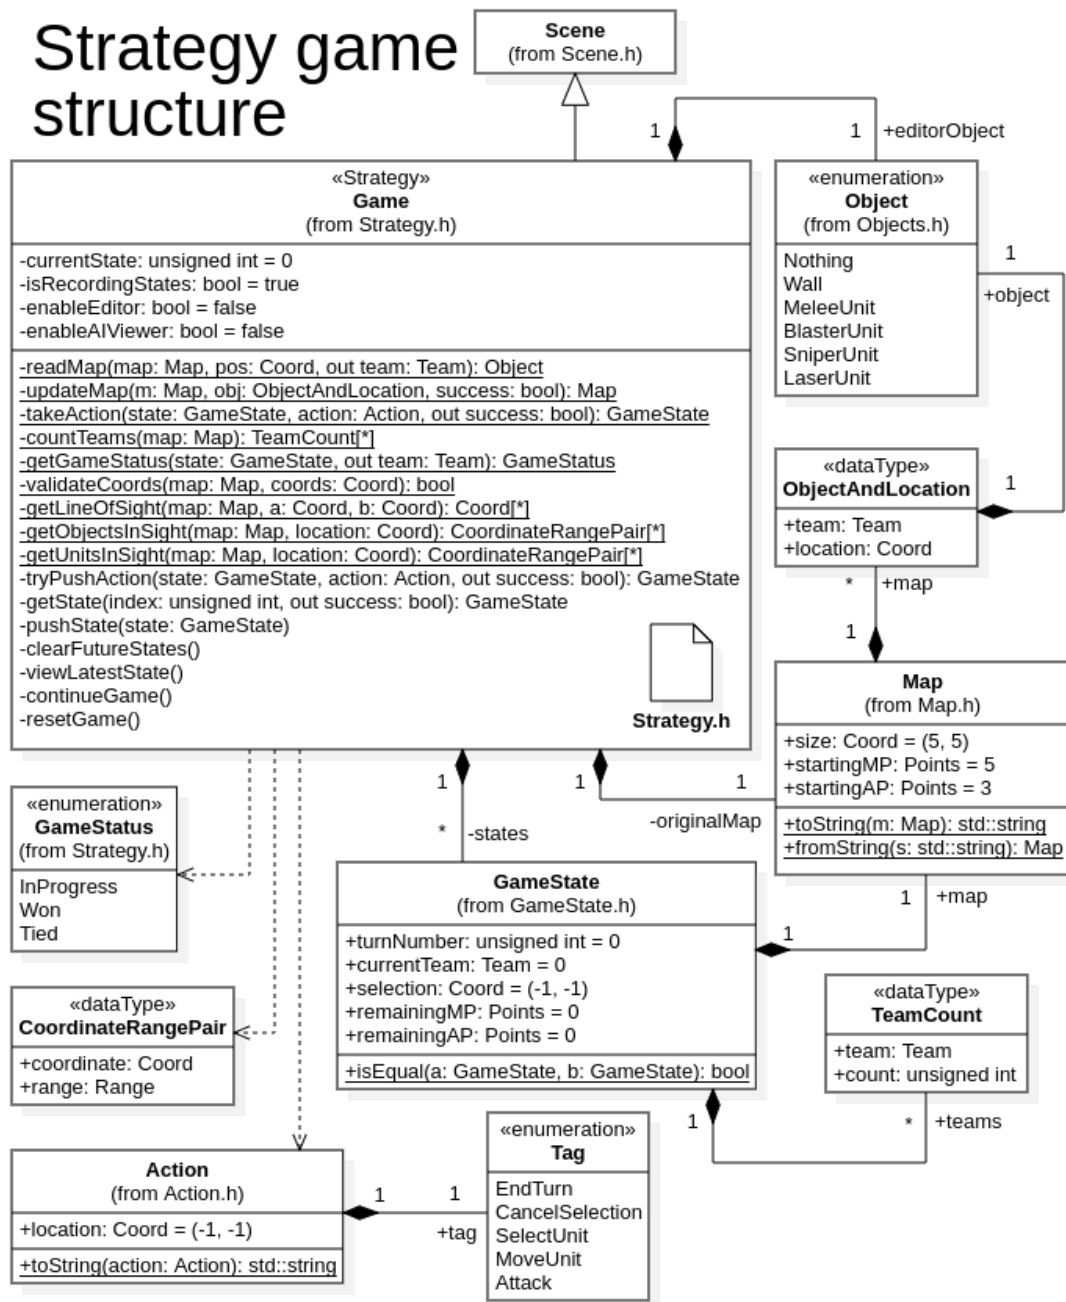 Strategy game
structure
Scene
(from Scene.h)
1
1
+editorObject
«Strategy»
Game
(from Strategy.h)
-currentState: unsigned int = 0
-isRecordingStates: bool = true
-enableEditor: bool = false
-enableAIViewer: bool = false
-readMap(map: Map, pos: Coord, out team: Team): Object
-updateMap(m: Map, obj: ObjectAndLocation, success: bool): Map
-takeAction(state: GameState, action: Action, out success: bool): GameState
-countTeams(map: Map): TeamCount[*]
-getGameStatus(state: GameState, out team: Team): GameStatus
-validateCoords(map: Map, coords: Coord): bool
-getLineOfSight(map: Map, a: Coord, b: Coord): Coord[*]
-getObjectsInSight(map: Map, location: Coord): CoordinateRangePair[*]
-getUnitsInSight(map: Map, location: Coord): CoordinateRangePair[*]
-tryPushAction(state: GameState, action: Action, out success: bool): GameState
-getState(index: unsigned int, out success: bool): GameState
-pushState(state: GameState)
-clearFutureStates()
-viewLatestState()
-continueGame()
-resetGame()
Strategy.h
«enumeration»
Object
(from Objects.h)
Nothing
Wall
MeleeUnit
BlasterUnit
SniperUnit
LaserUnit
1
+object
«dataType»
ObjectAndLocation
+team: Team
+location: Coord
1
*
+map
1
Map
(from Map.h)
+size: Coord = (5, 5)
+startingMP: Points = 5
+startingAP: Points = 3
+toString(m: Map): std::string
+fromString(s: std::string): Map
1
*
-states
1
1
-originalMap
«enumeration»
GameStatus
(from Strategy.h)
InProgress
Won
Tied
GameState
(from GameState.h)
+turnNumber: unsigned int = 0
+currentTeam: Team = 0
+selection: Coord = (-1, -1)
+remainingMP: Points = 0
+remainingAP: Points = 0
+isEqual(a: GameState, b: GameState): bool
1
+map
1
«dataType»
CoordinateRangePair
+coordinate: Coord
+range: Range
«dataType»
TeamCount
+team: Team
+count: unsigned int
1
*
+teams
Action
(from Action.h)
+location: Coord = (-1, -1)
+toString(action: Action): std::string
1
1
+tag
«enumeration»
Tag
EndTurn
CancelSelection
SelectUnit
MoveUnit
Attack